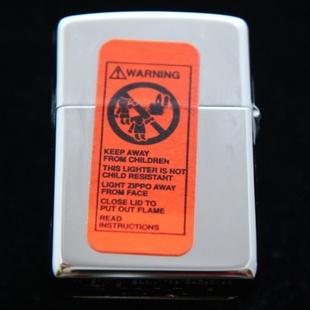 WARNING
KEEP AWAY
FROM CHILDREN
THIS LIGHTER IS NOT
CHILD RESISTANT
LIGHT ZIPPO AWAY
FROM FACE
CLOSE LID TO
PUT OUT FLAME
READ
INSTRUCTIONS